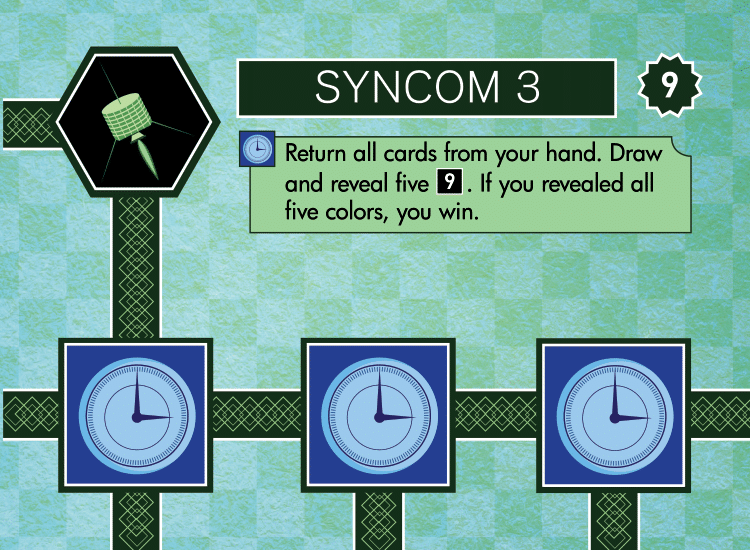 SYNCOM 3
9
Return all cards from your hand. Draw
and reveal five 9. If you revealed all
five colors, you win.